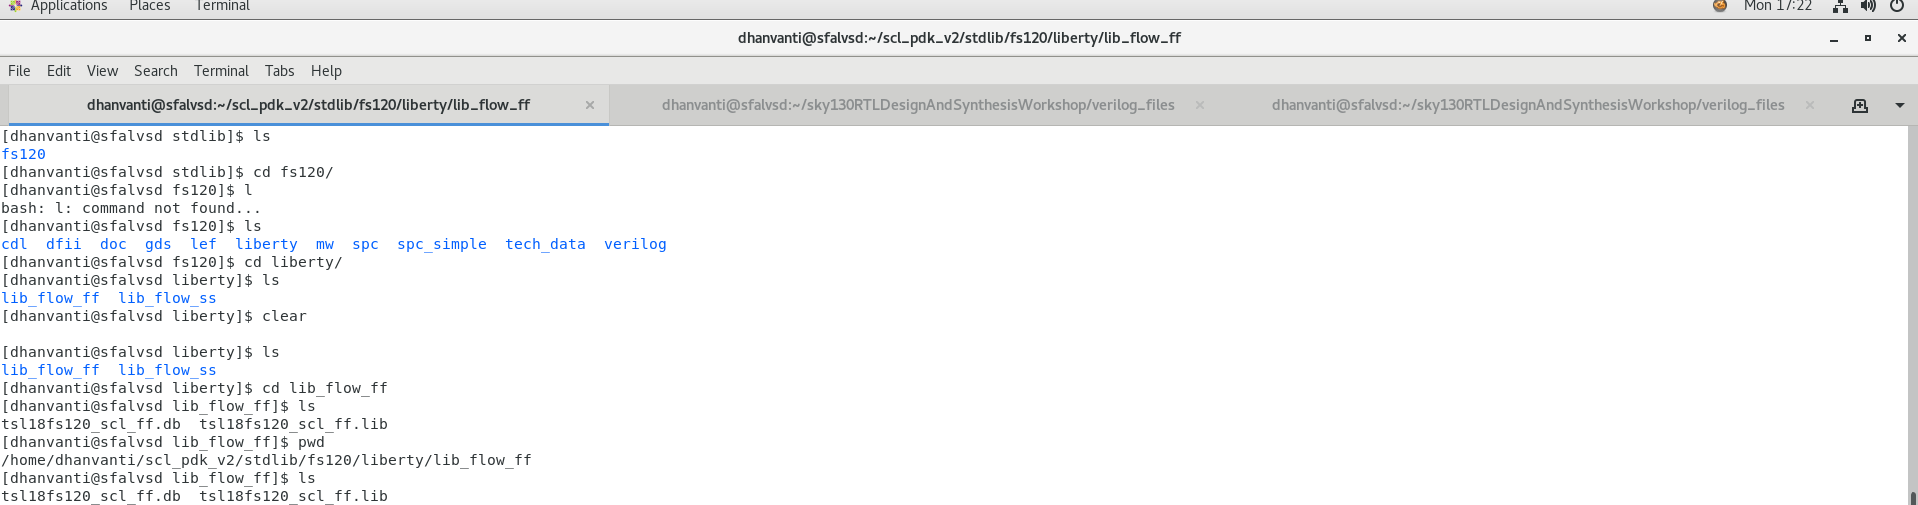 Applications Places Terminal Mon 17:22
dhanvanti@sfalvsd:~/scl_pdk_v2/stdlib/fs120/liberty/lib_flow_ff
File Edit View Search Terminal Tabs Help
dhanvanti@sfalvsd:~/scl_pdk_v2/stdlib/fs120/liberty/lib_flow_ff × dhanvanti@sfalvsd:~/sky130RTLDesignAndSynthesisWorkshop/verilog_files × dhanvanti@sfalvsd:~/sky130RTLDesignAndSynthesisWorkshop/verilog_files ×
[dhanvanti@sfalvsd stdlib]$ ls
fs120
[dhanvanti@sfalvsd stdlib]$ cd fs120/
[dhanvanti@sfalvsd fs120]$ l
bash: l: command not found...
[dhanvanti@sfalvsd fs120]$ ls
cdl  dfii  doc  gds  lef  liberty  mw  spc  spc_simple  tech_data  verilog
[dhanvanti@sfalvsd fs120]$ cd liberty/
[dhanvanti@sfalvsd liberty]$ ls
lib_flow_ff  lib_flow_ss
[dhanvanti@sfalvsd liberty]$ clear
[dhanvanti@sfalvsd liberty]$ ls
lib_flow_ff  lib_flow_ss
[dhanvanti@sfalvsd liberty]$ cd lib_flow_ff
[dhanvanti@sfalvsd lib_flow_ff]$ ls
tsl18fs120_scl_ff.db  tsl18fs120_scl_ff.lib
[dhanvanti@sfalvsd lib_flow_ff]$ pwd
/home/dhanvanti/scl_pdk_v2/stdlib/fs120/liberty/lib_flow_ff
[dhanvanti@sfalvsd lib_flow_ff]$ ls
tsl18fs120_scl_ff.db  tsl18fs120_scl_ff.lib